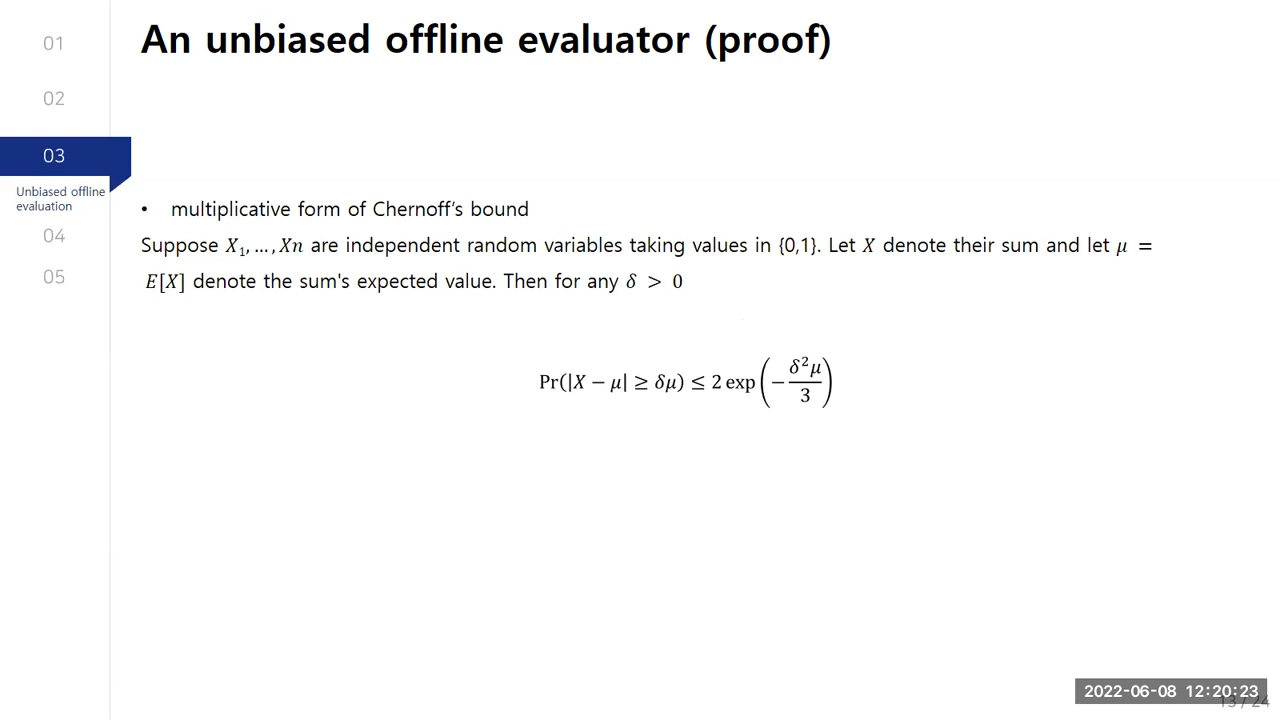 An unbiased offline evaluator (proof)
01
02
03
Unbiased offline
evaluation
04
05
• multiplicative form of Chernoff’s bound
Suppose X₁, … , Xn are independent random variables taking values in {0,1}. Let X denote their sum and let μ =
E[X] denote the sum's expected value. Then for any δ > 0
Pr(|X − μ| ≥ δμ) ≤ 2 exp(−δ²μ/3)
2022-06-08 12:20:23
13 / 24